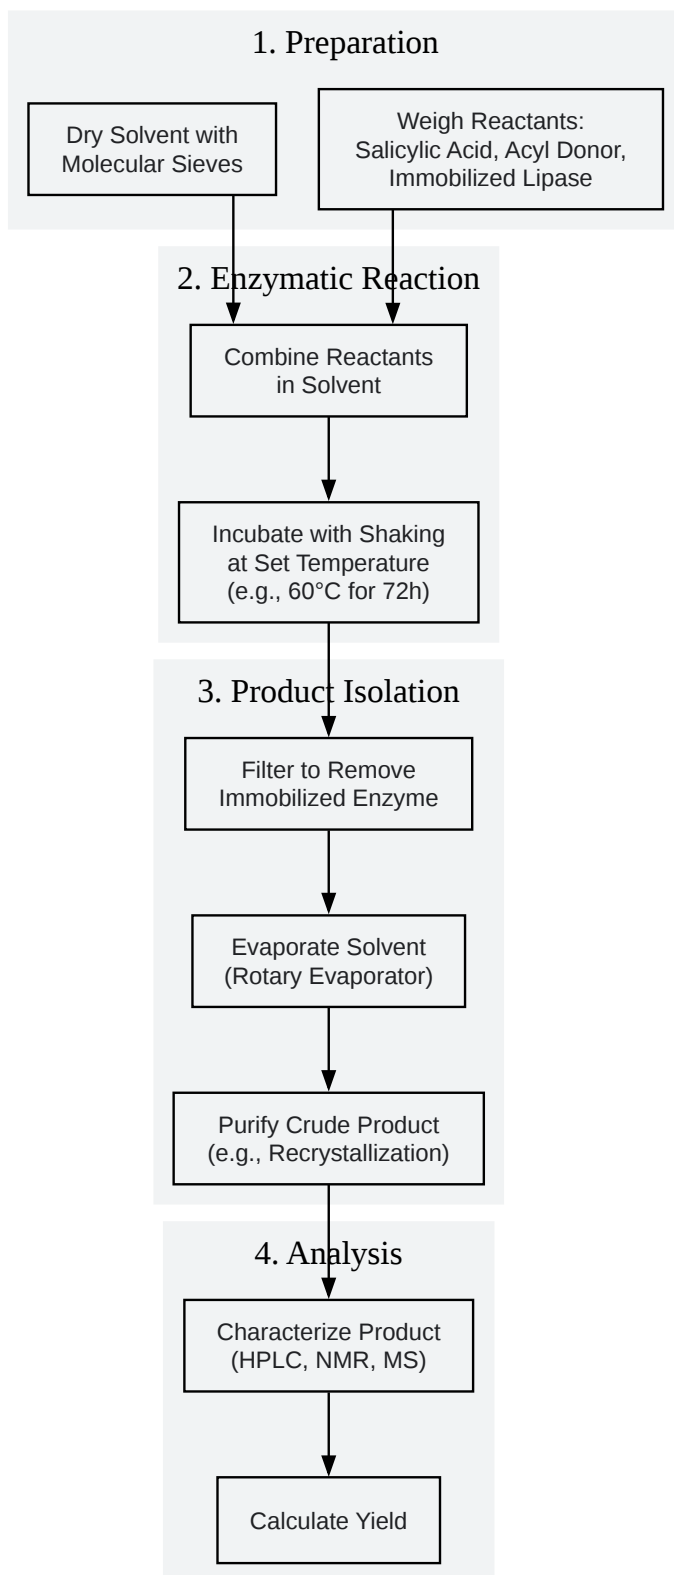 1. Preparation
Dry Solvent with
Molecular Sieves
Weigh Reactants:
Salicylic Acid, Acyl Donor,
Immobilized Lipase
2. Enzymatic Reaction
Combine Reactants
in Solvent
Incubate with Shaking
at Set Temperature
(e.g., 60°C for 72h)
3. Product Isolation
Filter to Remove
Immobilized Enzyme
Evaporate Solvent
(Rotary Evaporator)
Purify Crude Product
(e.g., Recrystallization)
4. Analysis
Characterize Product
(HPLC, NMR, MS)
Calculate Yield